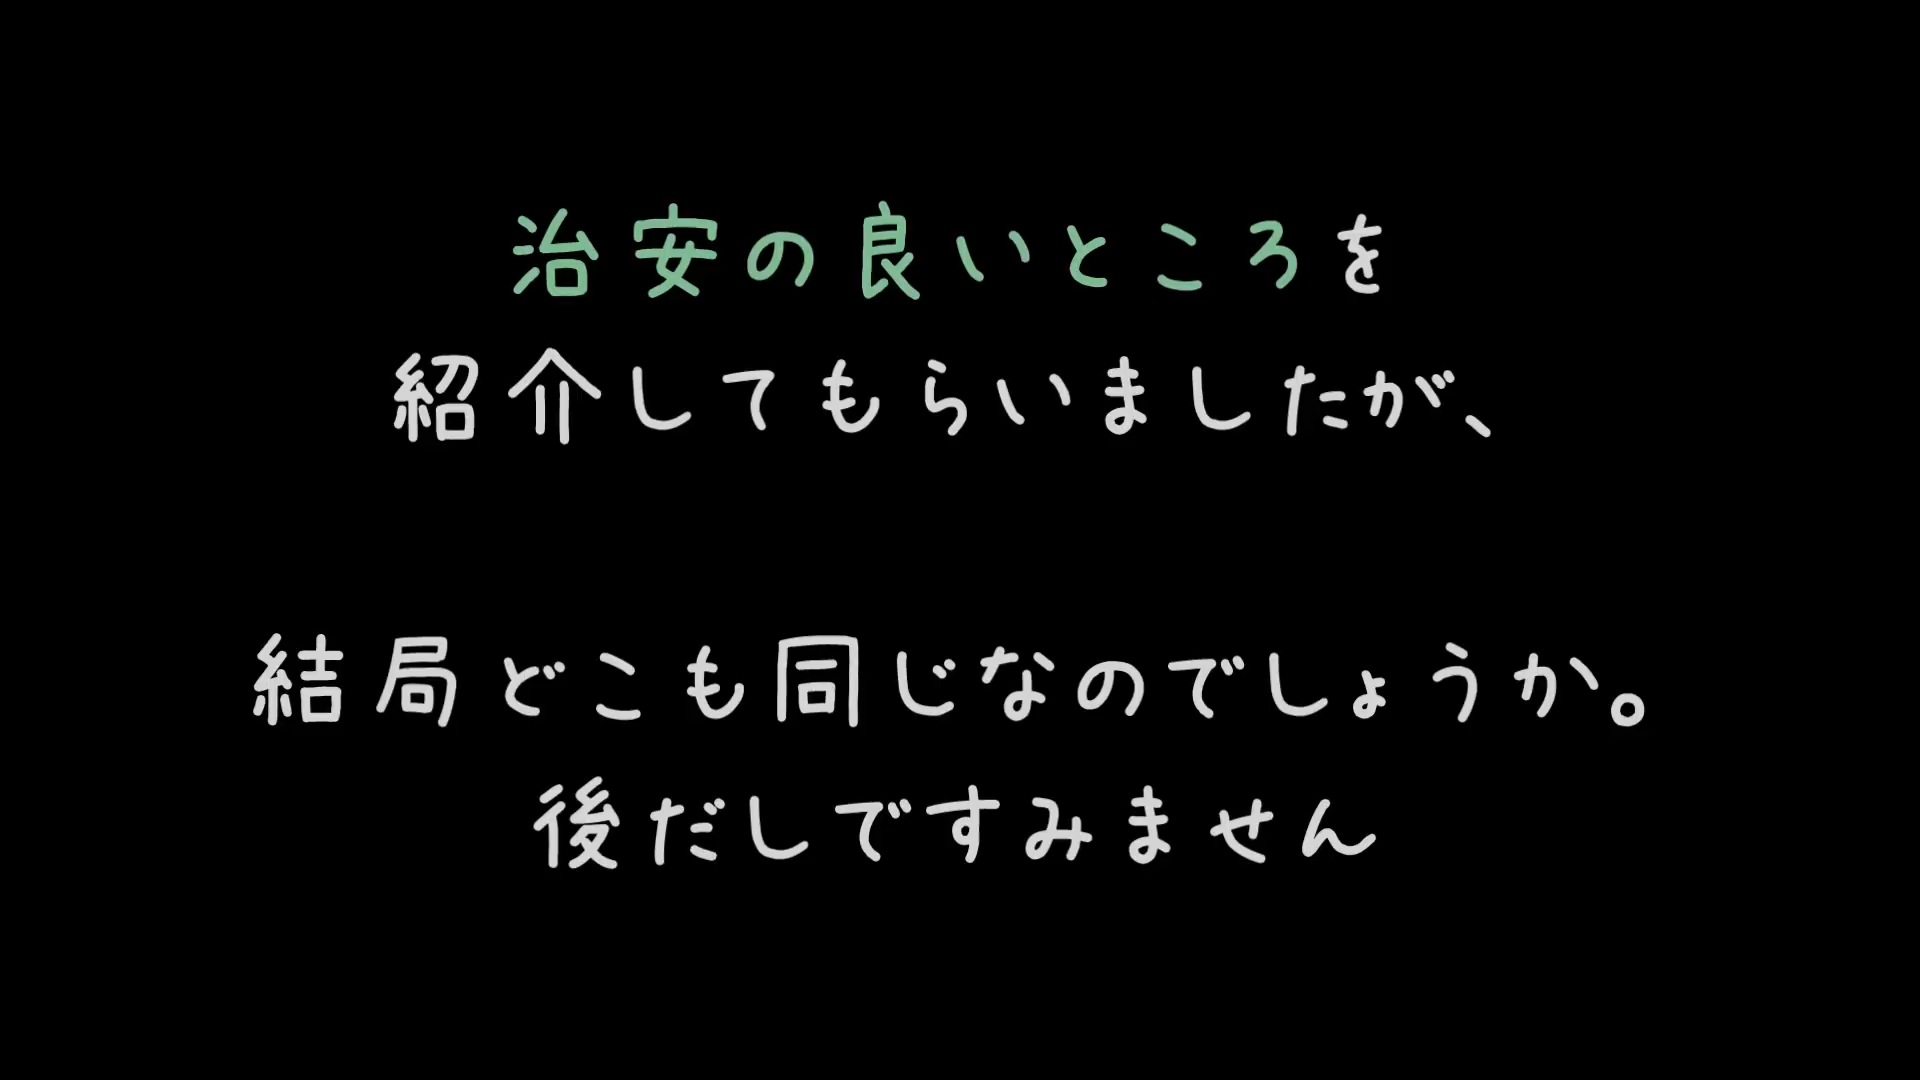 治安の良いところを
紹介してもらいましたが、
結局どこも同じなのでしょうか。
後だしですみません